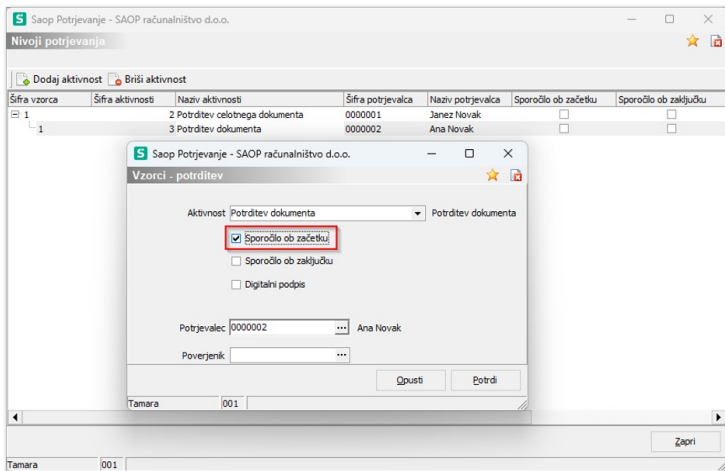 Saop Potrjevanje - SAOP računalništvo d.o.o.
Nivoji potrjevanja
Dodaj aktivnost Briši aktivnost
Šifra vzorca Šifra aktivnosti Naziv aktivnosti Šifra potrjevalca Naziv potrjevalca Sporočilo ob začetku Sporočilo ob zaključku
1 2 Potrditev celotnega dokumenta 0000001 Janez Novak
1 3 Potrditev dokumenta 0000002 Ana Novak
Saop Potrjevanje - SAOP računalništvo d.o.o.
Vzorci - potrditev
Aktivnost Potrditev dokumenta Potrditev dokumenta
Sporočilo ob začetku
Sporočilo ob zaključku
Digitalni podpis
Potrjevalec 0000002 ... Ana Novak
Poverjenik ...
Opusti Potrdi
Tamara 001
Zapri
Tamara 001